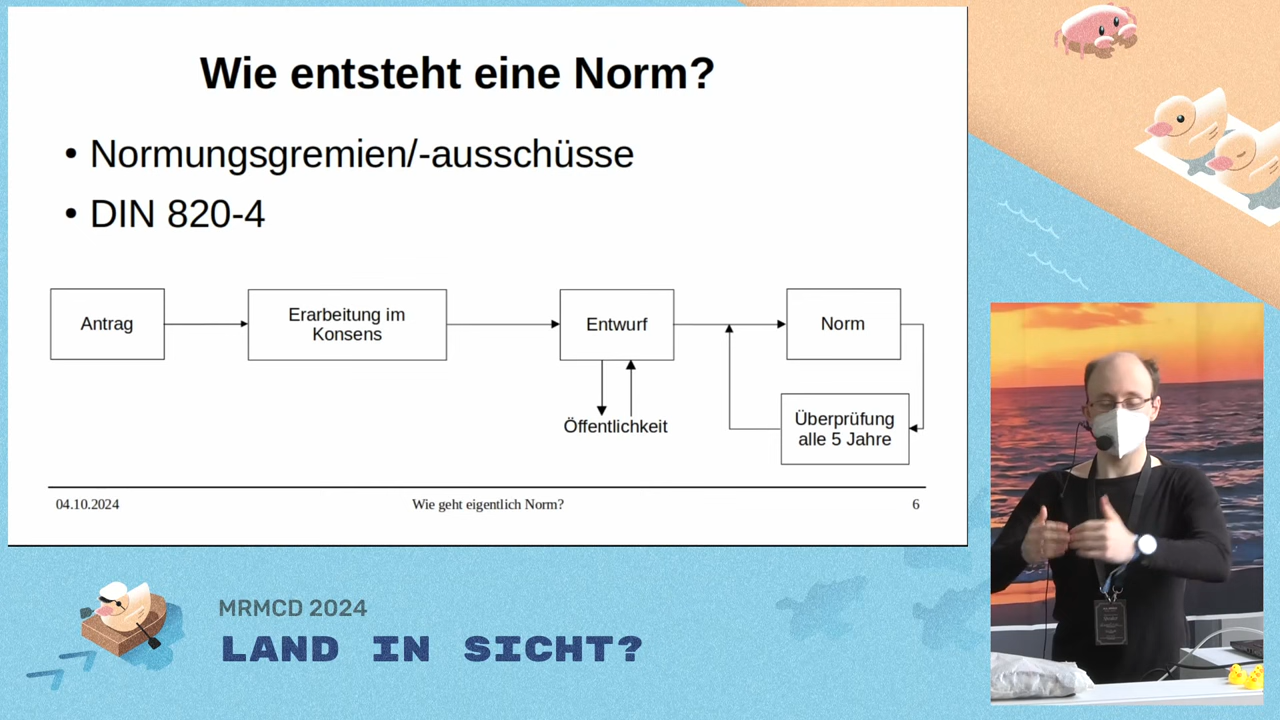 Wie entsteht eine Norm?
• Normungsgremien/-ausschüsse
• DIN 820-4
Antrag
Erarbeitung im
Konsens
Entwurf
Norm
Öffentlichkeit
Überprüfung
alle 5 Jahre
04.10.2024
Wie geht eigentlich Norm?
6
MRMCD 2024
LAND IN SICHT?